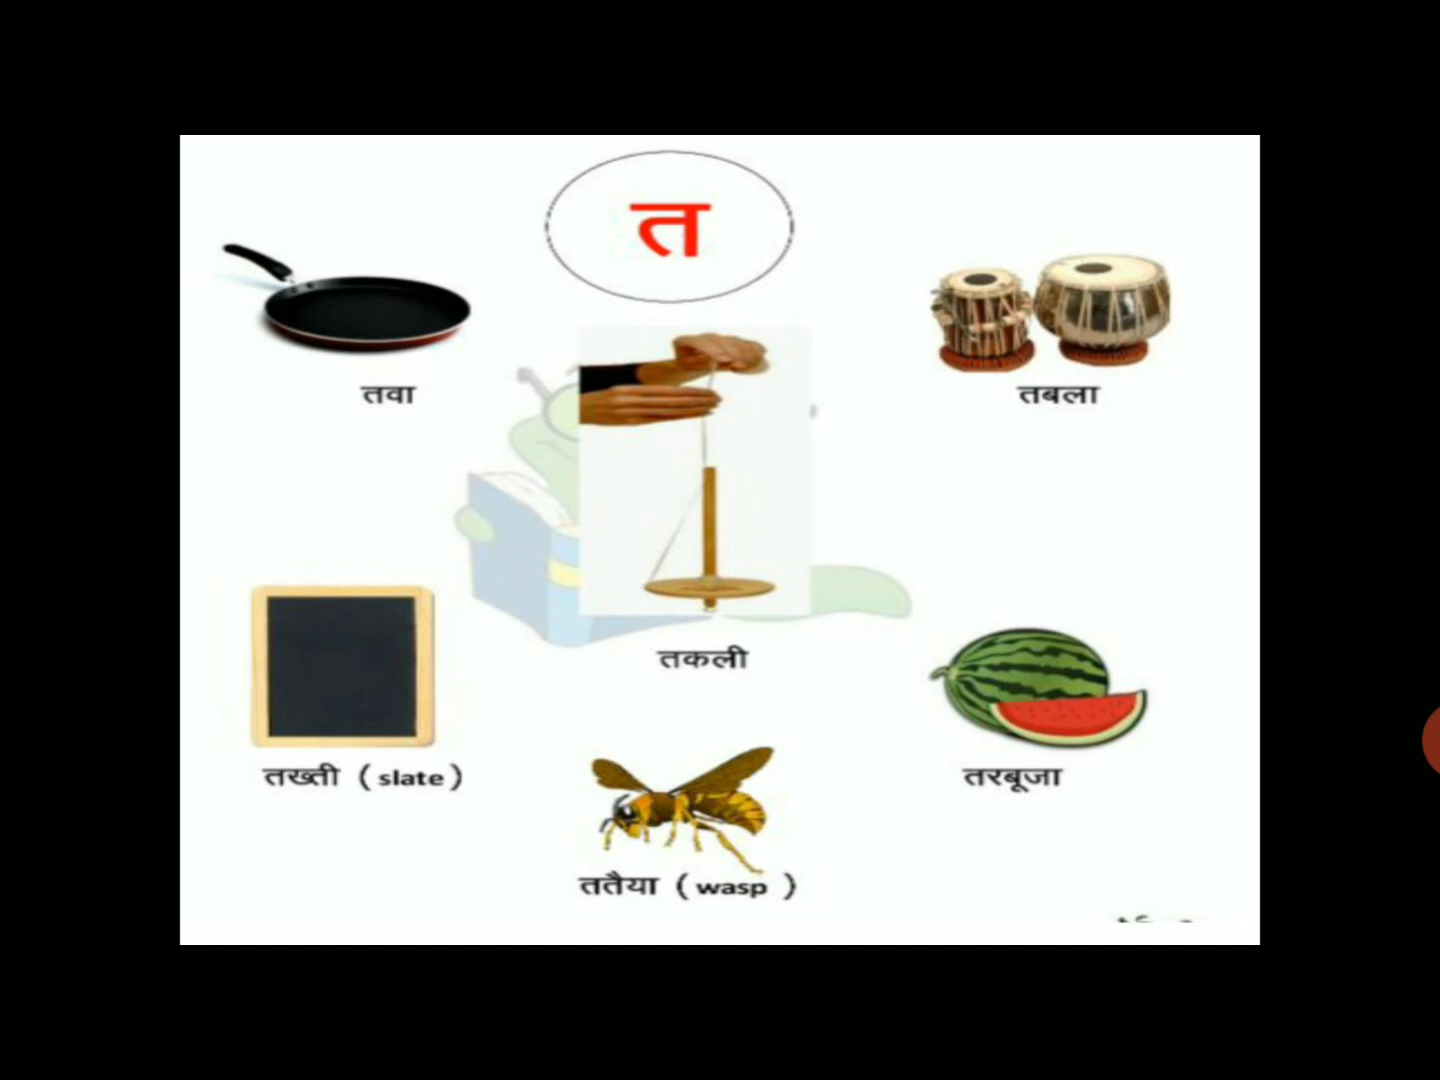 त
तवा
तबला
तकली
तख्ती ( slate )
तरबूजा
ततैया ( wasp )